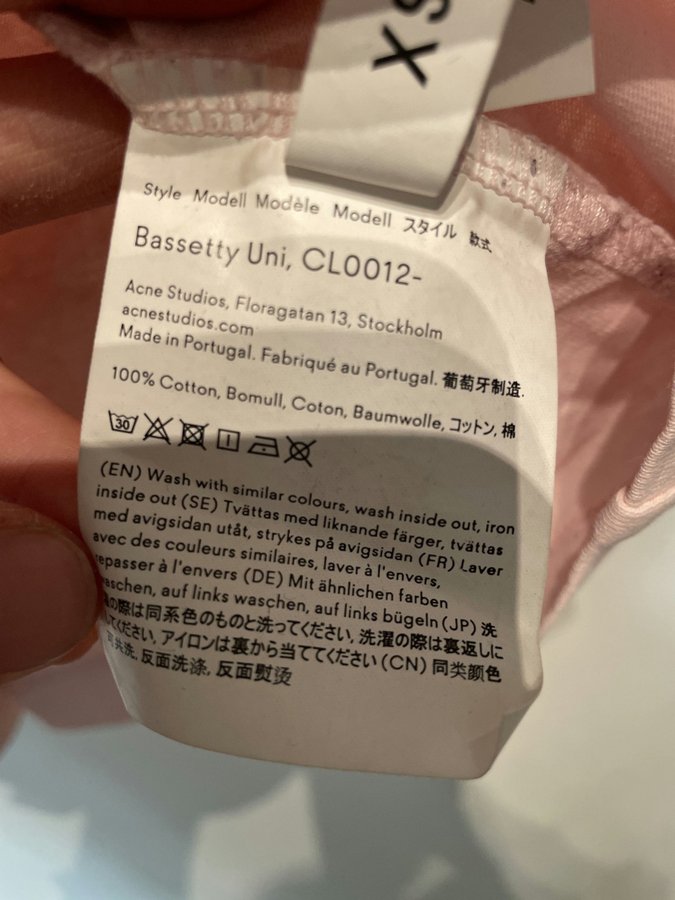 XS
Style Modell Modèle Modell スタイル 款式
Bassetty Uni, CL0012-
Acne Studios, Floragatan 13, Stockholm
acnestudios.com
Made in Portugal. Fabriqué au Portugal. 葡萄牙制造.
100% Cotton, Bomull, Coton, Baumwolle, コットン, 棉
30
(EN) Wash with similar colours, wash inside out, iron
inside out (SE) Tvättas med liknande färger, tvättas
med avigsidan utåt, strykes på avigsidan (FR) Laver
avec des couleurs similaires, laver à l'envers,
repasser à l'envers (DE) Mit ähnlichen farben
waschen, auf links waschen, auf links bügeln (JP) 洗
の際は同系色のものと洗ってください, 洗濯の際は裏返しに
してください, アイロンは裏から当ててください (CN) 同类颜色
可共洗, 反面洗涤, 反面熨烫